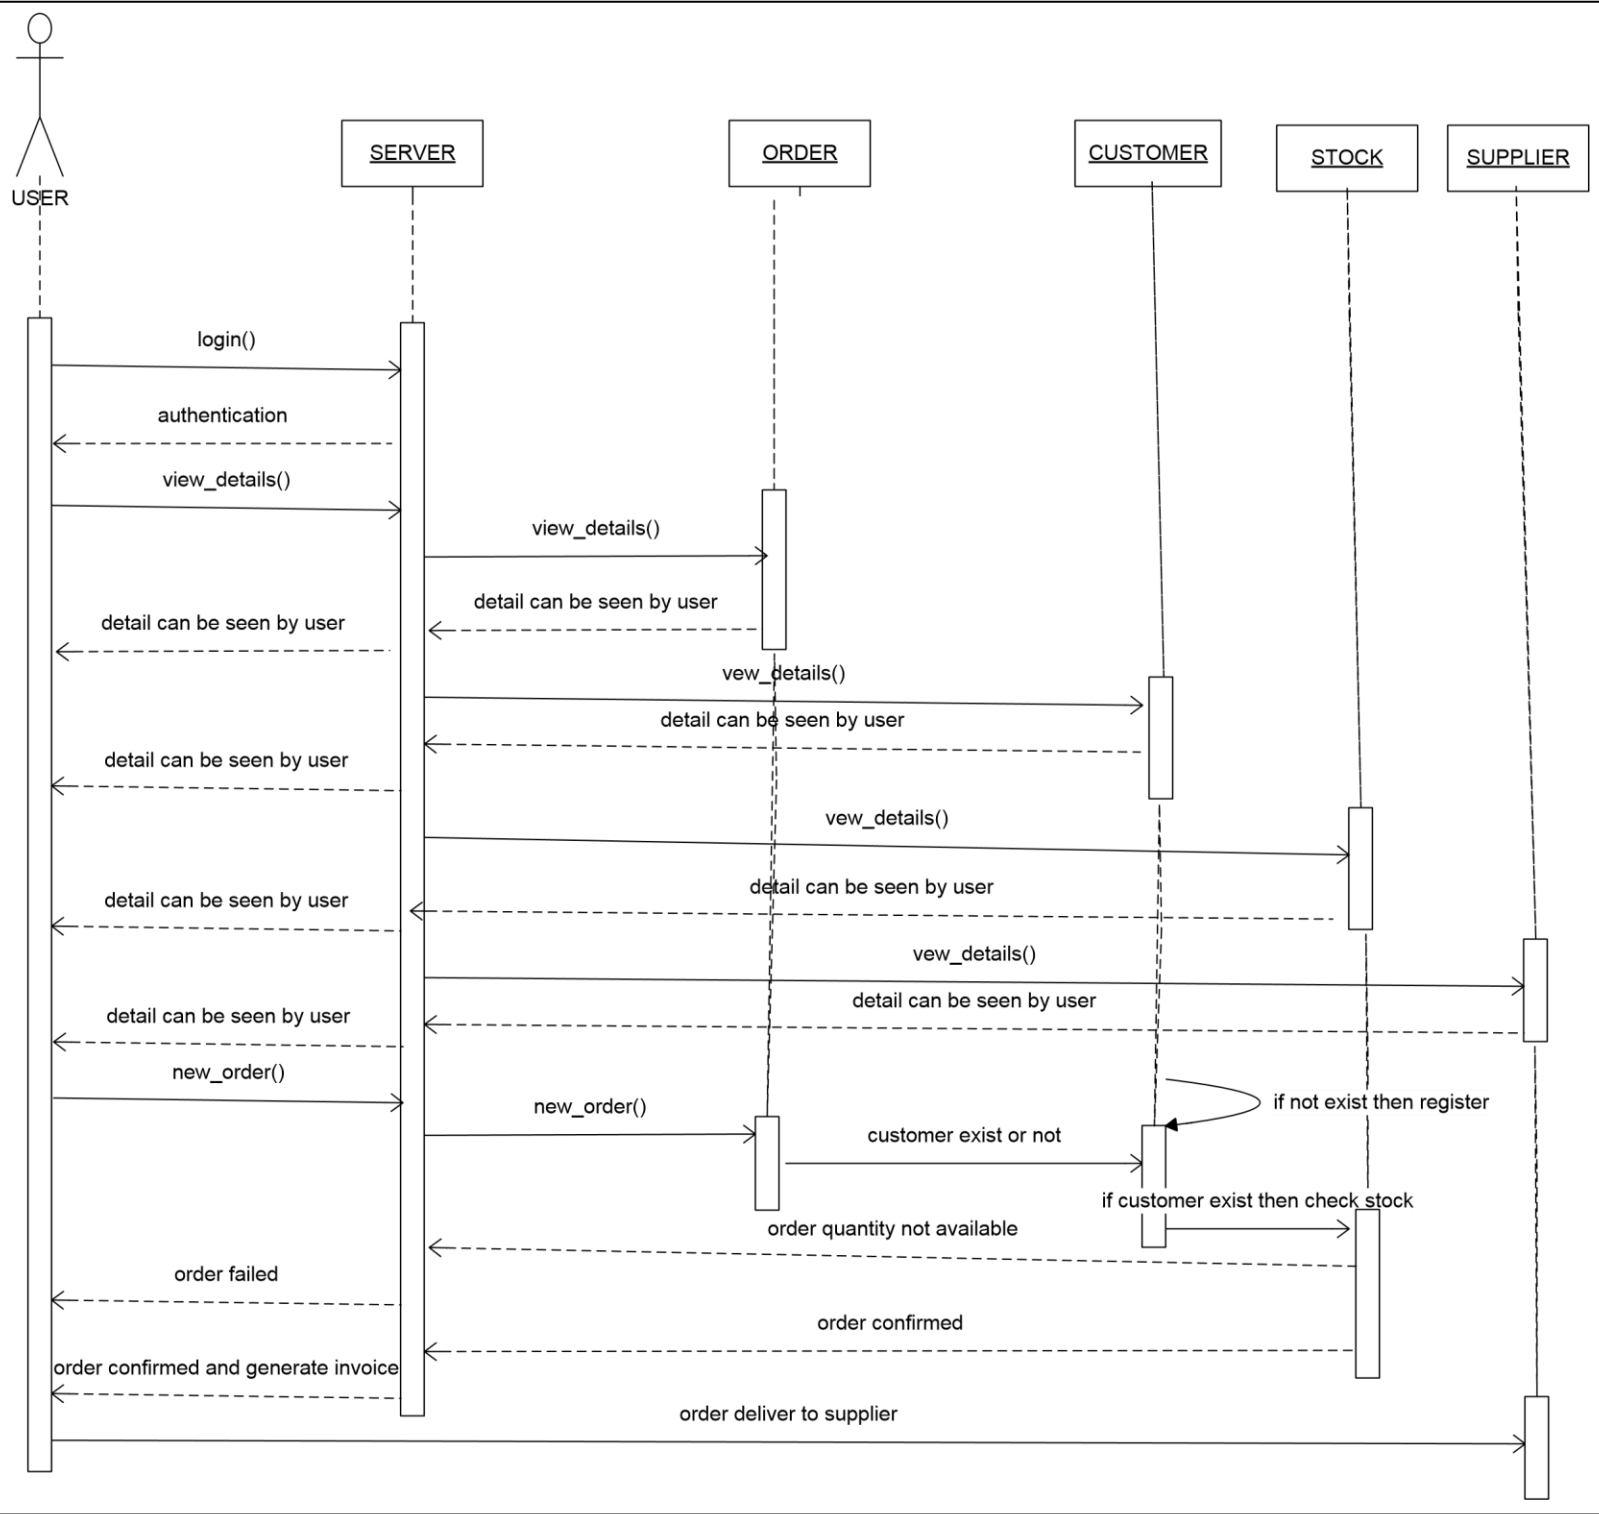 USER
SERVER
ORDER
CUSTOMER
STOCK
SUPPLIER
login()
authentication
view_details()
view_details()
detail can be seen by user
detail can be seen by user
vew_details()
detail can be seen by user
detail can be seen by user
vew_details()
detail can be seen by user
detail can be seen by user
vew_details()
detail can be seen by user
detail can be seen by user
new_order()
new_order()
if not exist then register
customer exist or not
if customer exist then check stock
order quantity not available
order failed
order confirmed
order confirmed and generate invoice
order deliver to supplier